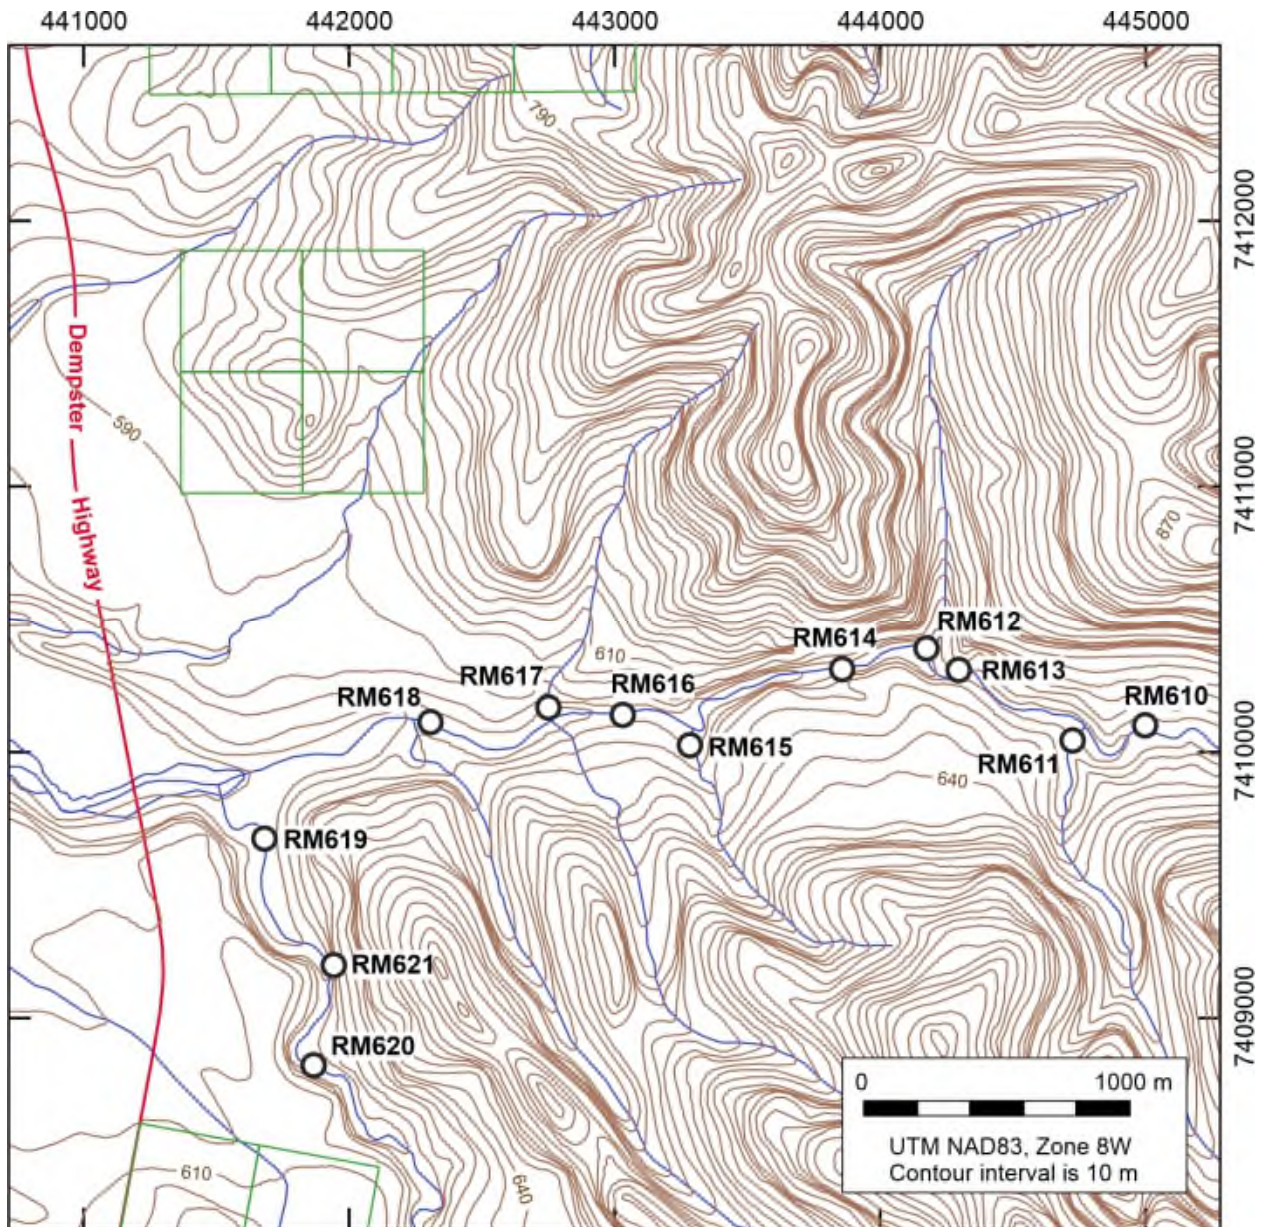 441000 442000 443000 444000 445000
790
7412000
Dempster
590
Highway
7411000
870
RM612
RM614
610
RM617
RM616
RM613
RM618
RM610
RM615
RM611
7410000
640
RM619
RM621
7409000
RM620
0 1000 m
UTM NAD83, Zone 8W
Contour interval is 10 m
610
640